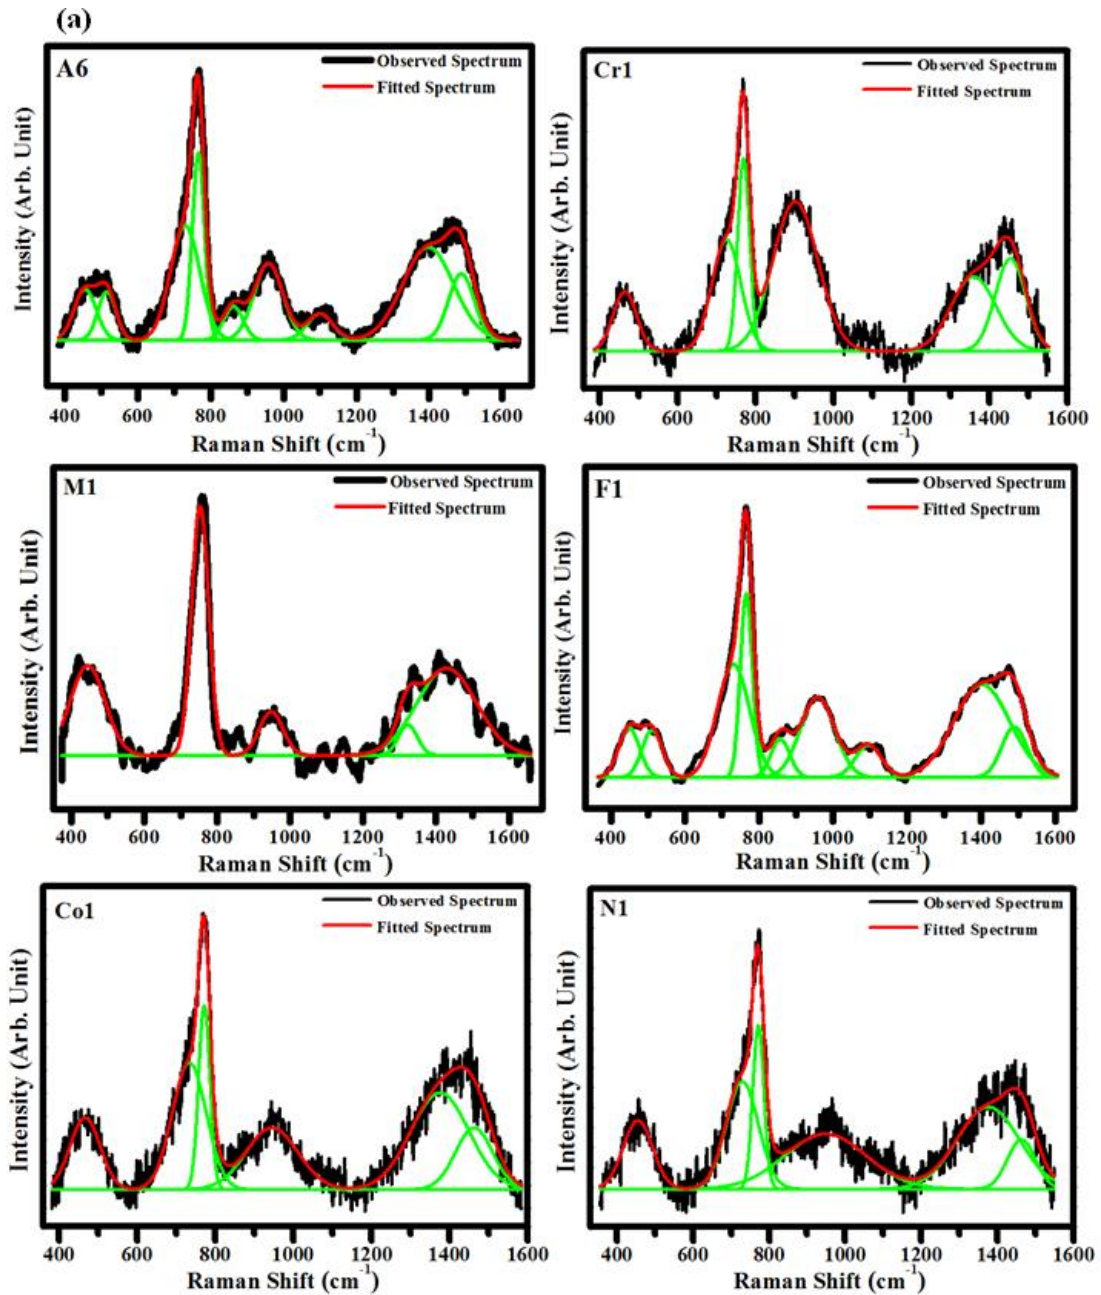 (a)
A6
Observed Spectrum
Fitted Spectrum
Intensity (Arb. Unit)
400 600 800 1000 1200 1400 1600
Raman Shift (cm⁻¹)
Cr1
Observed Spectrum
Fitted Spectrum
Intensity (Arb. Unit)
400 600 800 1000 1200 1400 1600
Raman Shift (cm⁻¹)
M1
Observed Spectrum
Fitted Spectrum
Intensity (Arb. Unit)
400 600 800 1000 1200 1400 1600
Raman Shift (cm⁻¹)
F1
Observed Spectrum
Fitted Spectrum
Intensity (Arb. Unit)
400 600 800 1000 1200 1400 1600
Raman Shift (cm⁻¹)
Co1
Observed Spectrum
Fitted Spectrum
Intensity (Arb. Unit)
400 600 800 1000 1200 1400 1600
Raman Shift (cm⁻¹)
N1
Observed Spectrum
Fitted Spectrum
Intensity (Arb. Unit)
400 600 800 1000 1200 1400 1600
Raman Shift (cm⁻¹)